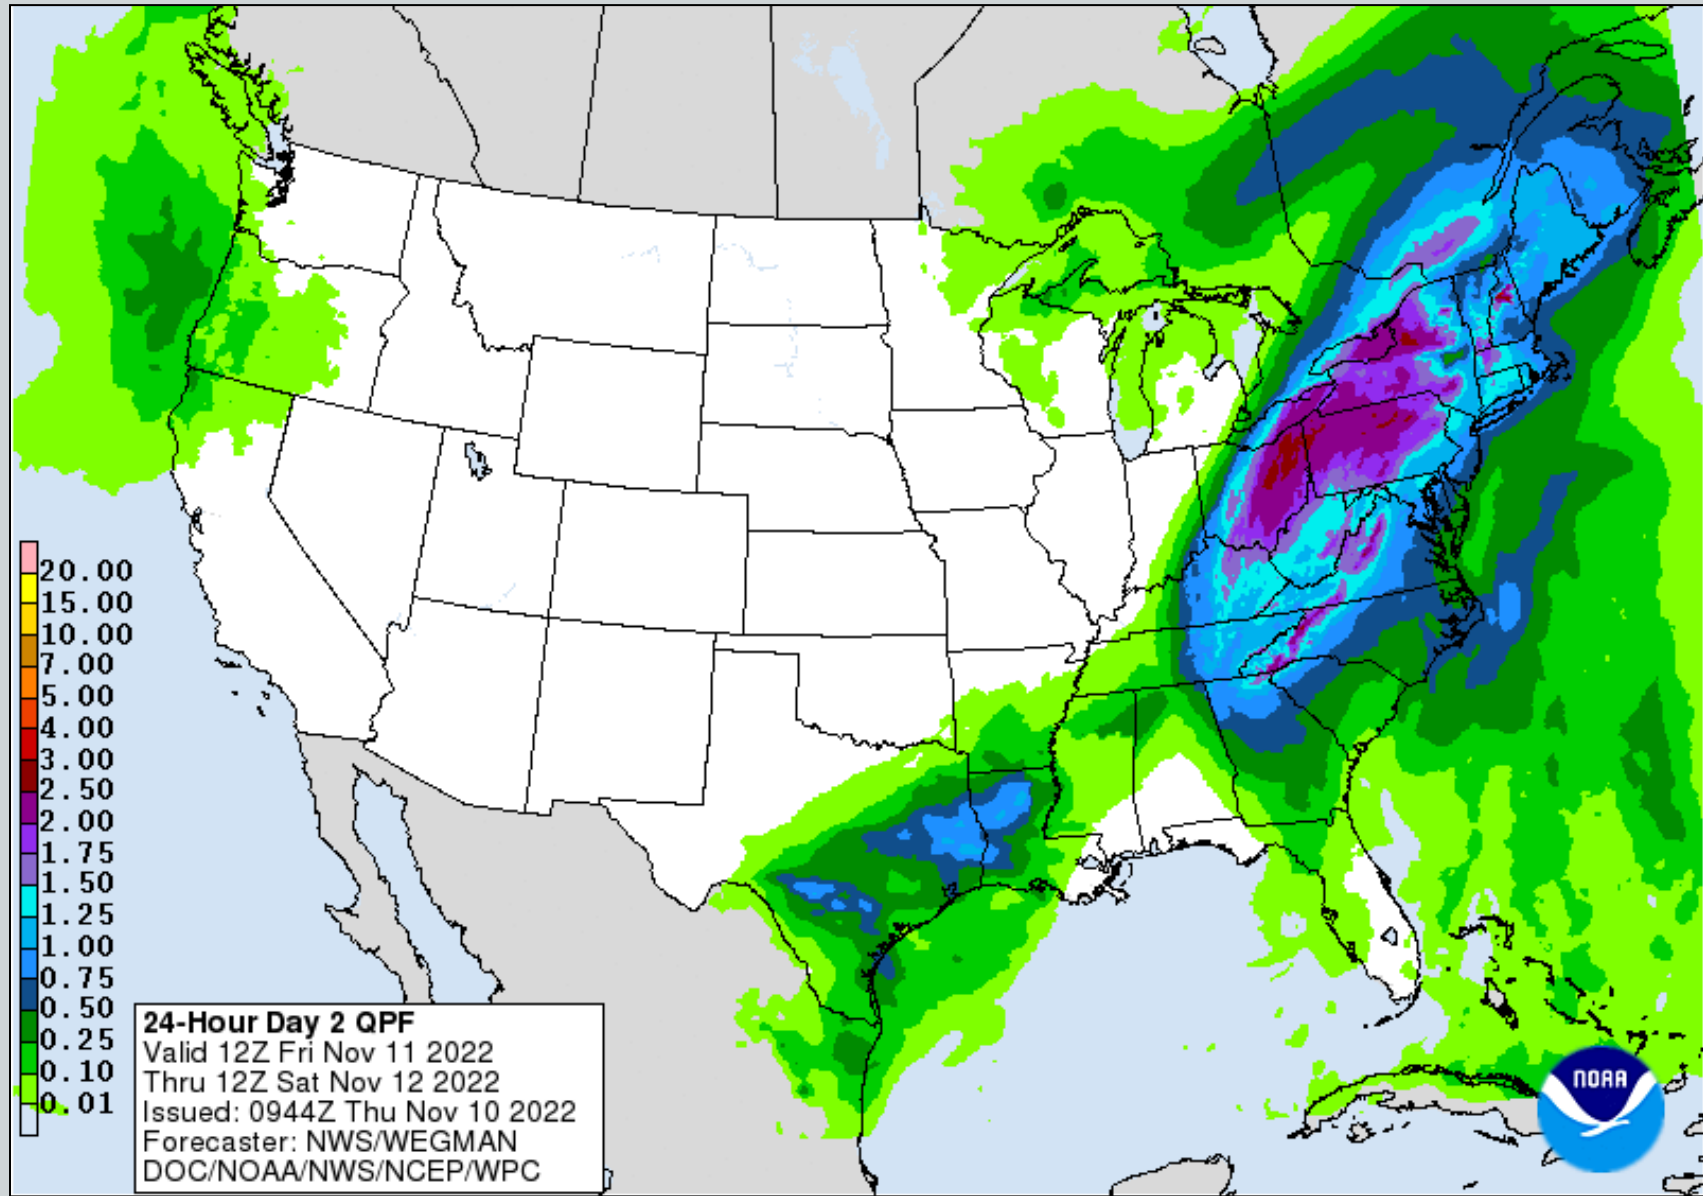 20.00
15.00
10.00
7.00
5.00
4.00
3.00
2.50
2.00
1.75
1.50
1.25
1.00
0.75
0.50
0.25
0.10
0.01
24-Hour Day 2 QPF
Valid 12Z Fri Nov 11 2022
Thru 12Z Sat Nov 12 2022
Issued: 0944Z Thu Nov 10 2022
Forecaster: NWS/WEGMAN
DOC/NOAA/NWS/NCEP/WPC
NOAA